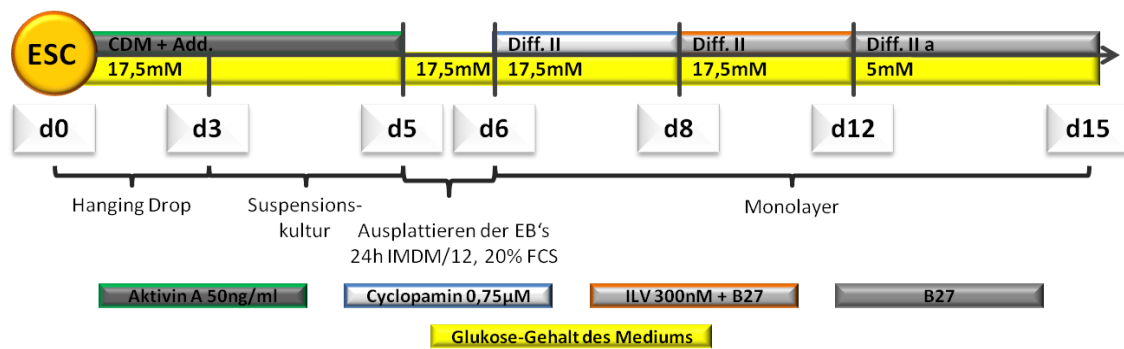 ESC
CDM + Add.
Diff. II
Diff. II
Diff. II a
17,5mM
17,5mM
17,5mM
17,5mM
5mM
d0
d3
d5
d6
d8
d12
d15
Hanging Drop
Suspensions-
kultur
Ausplattieren der EB‘s
24h IMDM/12, 20% FCS
Monolayer
Aktivin A 50ng/ml
Cyclopamin 0,75µM
ILV 300nM + B27
B27
Glukose-Gehalt des Mediums